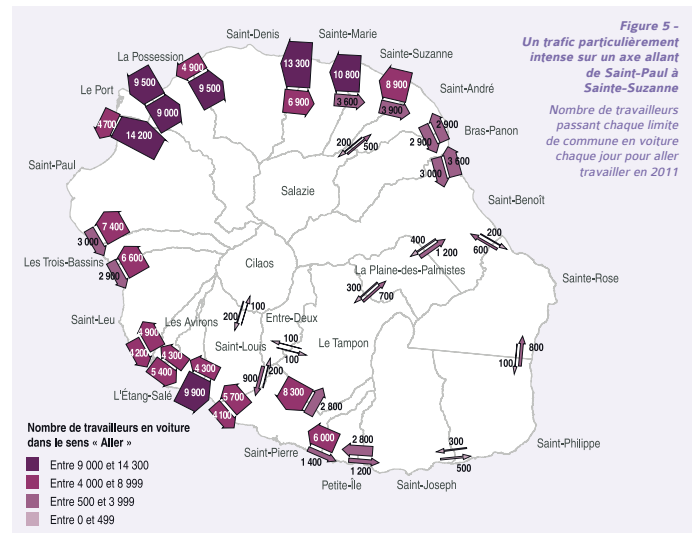 Figure 5 -
Un trafic particulièrement
intense sur un axe allant
de Saint-Paul à
Sainte-Suzanne
Nombre de travailleurs
passant chaque limite
de commune en voiture
chaque jour pour aller
travailler en 2011
Saint-Denis
Sainte-Marie
Sainte-Suzanne
La Possession
Saint-André
Le Port
Bras-Panon
Saint-Paul
Salazie
Saint-Benoît
Les Trois-Bassins
Cilaos
La Plaine-des-Palmistes
Sainte-Rose
Saint-Leu
Les Avirons
Entre-Deux
Saint-Louis
Le Tampon
L'Étang-Salé
Saint-Pierre
Petite-Île
Saint-Joseph
Saint-Philippe
4 900
9 500
9 500
9 000
4 700
14 200
13 300
6 900
10 800
3 600
8 900
3 900
200
500
2 900
2 900
3 600
3 000
7 400
3 000
6 600
2 900
400
1 200
200
600
300
700
200
100
100
100
900
200
4 900
4 200
4 300
5 400
4 300
9 900
5 700
4 100
8 300
2 800
6 000
1 400
2 800
1 200
300
500
800
100
Nombre de travailleurs en voiture
dans le sens « Aller »
Entre 9 000 et 14 300
Entre 4 000 et 8 999
Entre 500 et 3 999
Entre 0 et 499